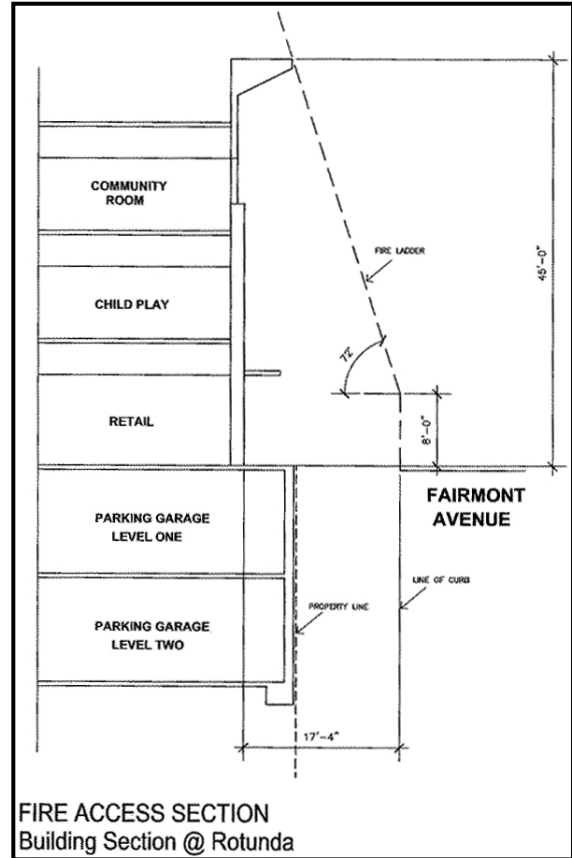 COMMUNITY
ROOM
FIRE LADDER
45'-0"
CHILD PLAY
72°
RETAIL
8'-0"
FAIRMONT
AVENUE
PARKING GARAGE
LEVEL ONE
LINE OF CURB
PROPERTY LINE
PARKING GARAGE
LEVEL TWO
17'-4"
FIRE ACCESS SECTION
Building Section @ Rotunda